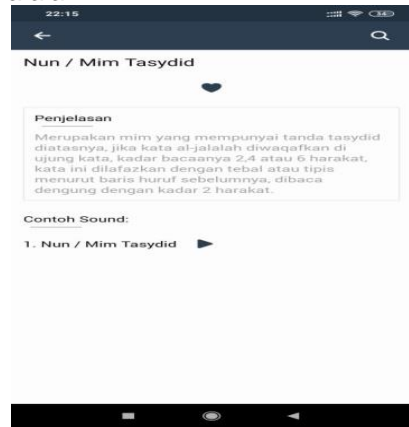 22:15
34
Nun / Mim Tasydid
Penjelasan
Merupakan mim yang mempunyai tanda tasydid
diatasnya, jika kata al-jalalah diwaqafkan di
ujung kata, kadar bacaanya 2,4 atau 6 harakat,
kata ini dilafazkan dengan tebal atau tipis
menurut baris huruf sebelumnya, dibaca
dengung dengan kadar 2 harakat.
Contoh Sound:
1. Nun / Mim Tasydid